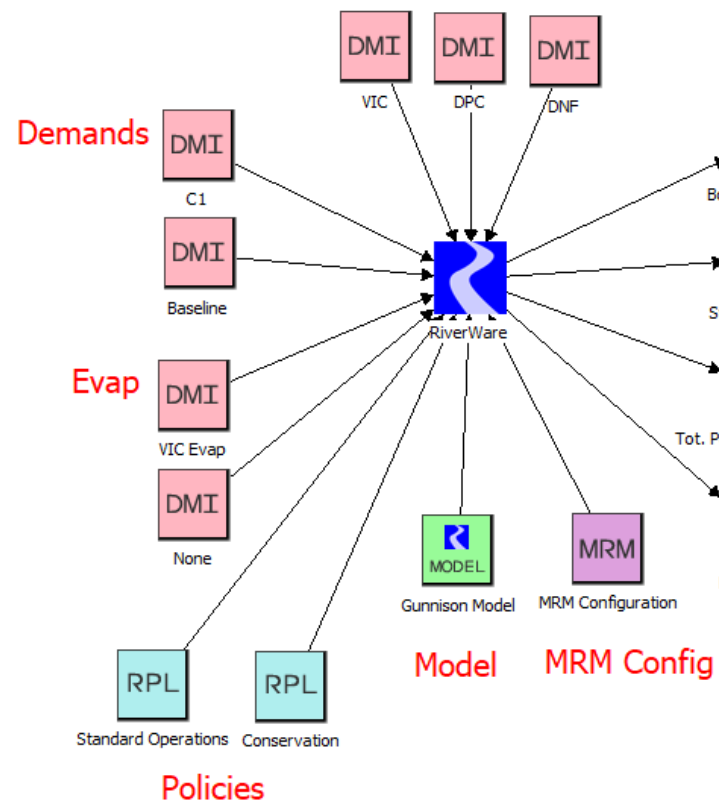 DMI
DMI
DMI
VIC
DPC
DNF
Demands
DMI
C1
DMI
Baseline
RiverWare
Evap
DMI
VIC Evap
DMI
None
Tot. P
MODEL
Gunnison Model
MRM
MRM Configuration
Model
MRM Config
RPL
Standard Operations
RPL
Conservation
Policies